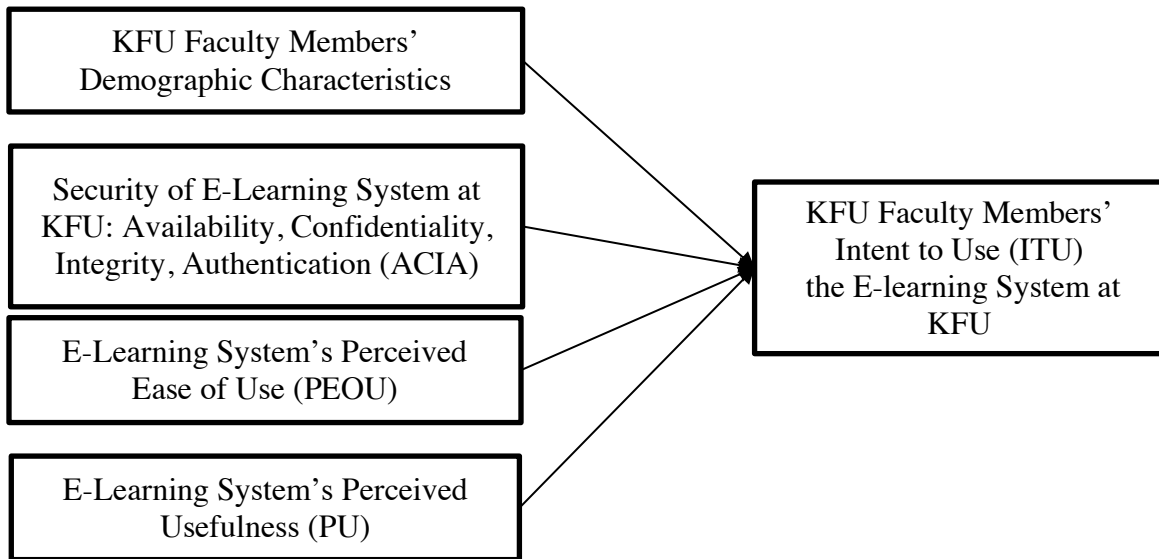 KFU Faculty Members’
Demographic Characteristics
Security of E-Learning System at
KFU: Availability, Confidentiality,
Integrity, Authentication (ACIA)
E-Learning System’s Perceived
Ease of Use (PEOU)
E-Learning System’s Perceived
Usefulness (PU)
KFU Faculty Members’
Intent to Use (ITU)
the E-learning System at
KFU